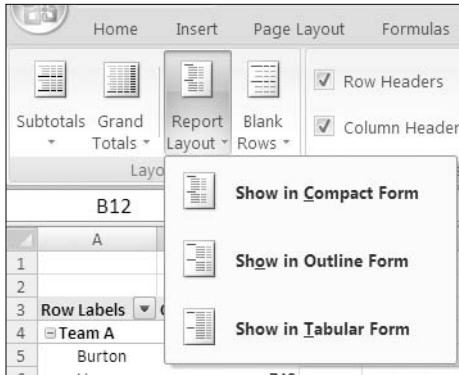 Home Insert Page Layout Formulas
Subtotals Grand Totals Report Layout Blank Rows
Row Headers
Column Header
Layo
B12
Show in Compact Form
Show in Outline Form
Show in Tabular Form
A
1
2
3 Row Labels
4 Team A
5 Burton